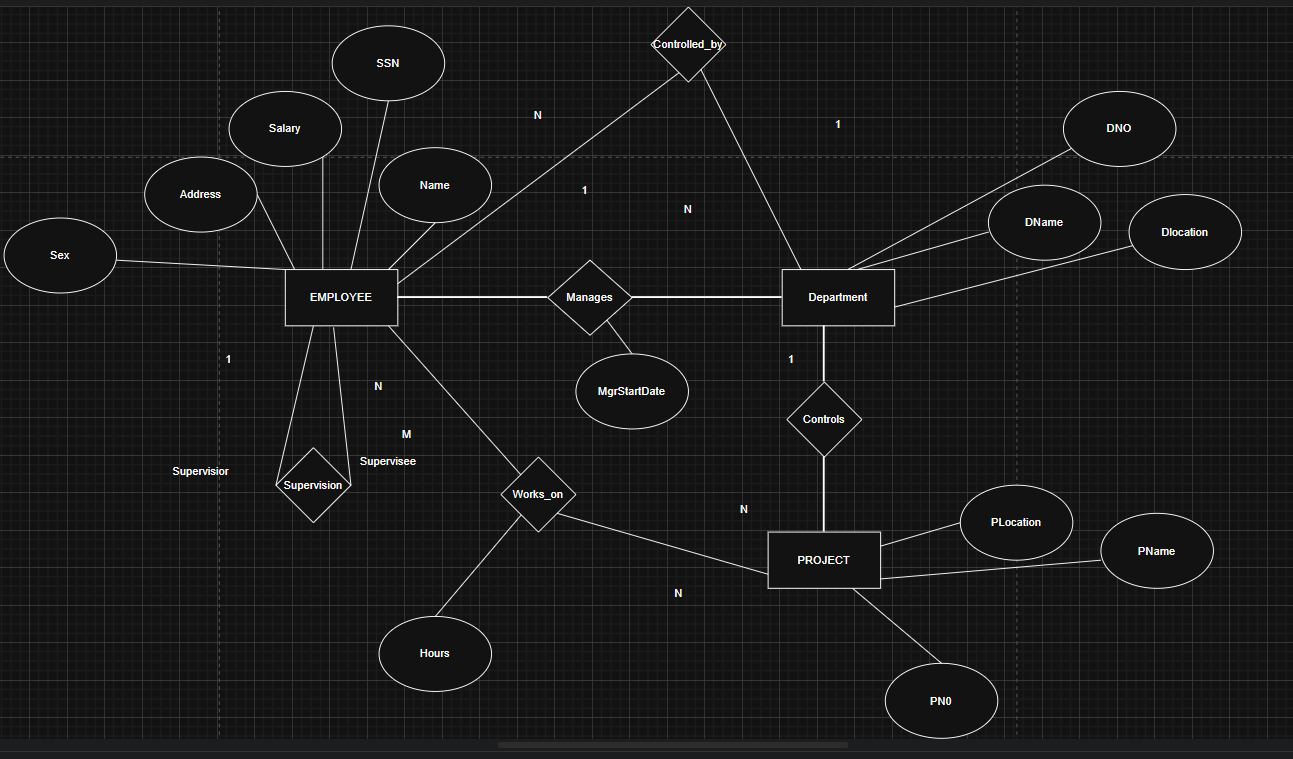 Controlled_by
SSN
N
1
Salary
DNO
Name
1
Address
N
DName
Dlocation
Sex
EMPLOYEE
Manages
Department
1
1
N
MgrStartDate
Controls
M
Supervisee
Supervisior
Supervision
Works_on
N
PLocation
PName
PROJECT
N
Hours
PN0